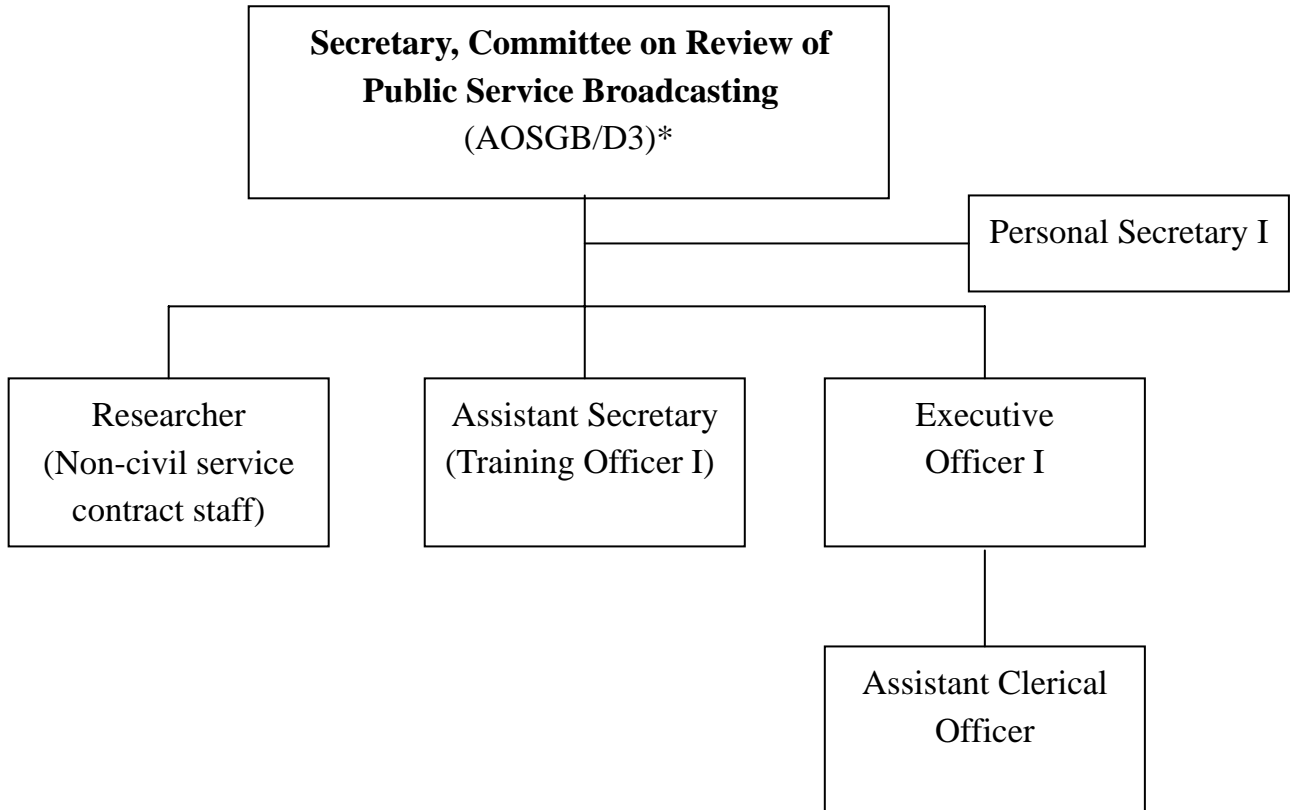 Secretary, Committee on Review of
Public Service Broadcasting
(AOSGB/D3)*
Personal Secretary I
Researcher
(Non-civil service
contract staff)
Assistant Secretary
(Training Officer I)
Executive
Officer I
Assistant Clerical
Officer